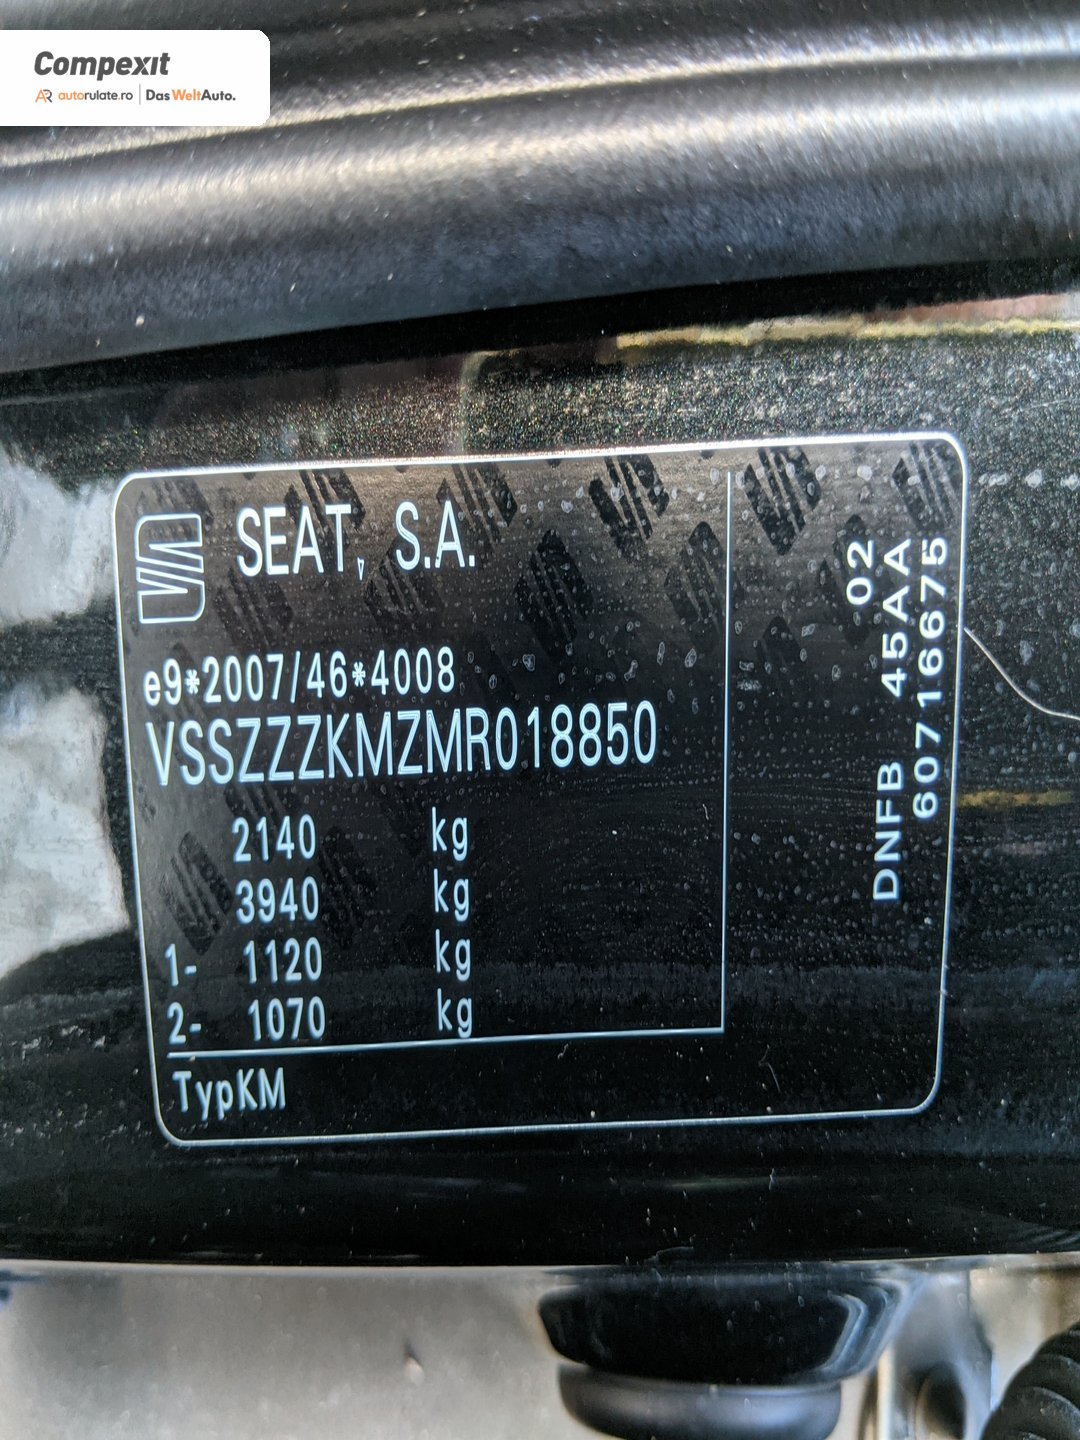 Compexit
AR autorulate.ro | Das WeltAuto.
SEAT, S.A.
e9*2007/46*4008
VSSZZZKMZMR018850
2140 kg
3940 kg
1- 1120 kg
2- 1070 kg
TypKM
02
DNFB 45AA
60716675